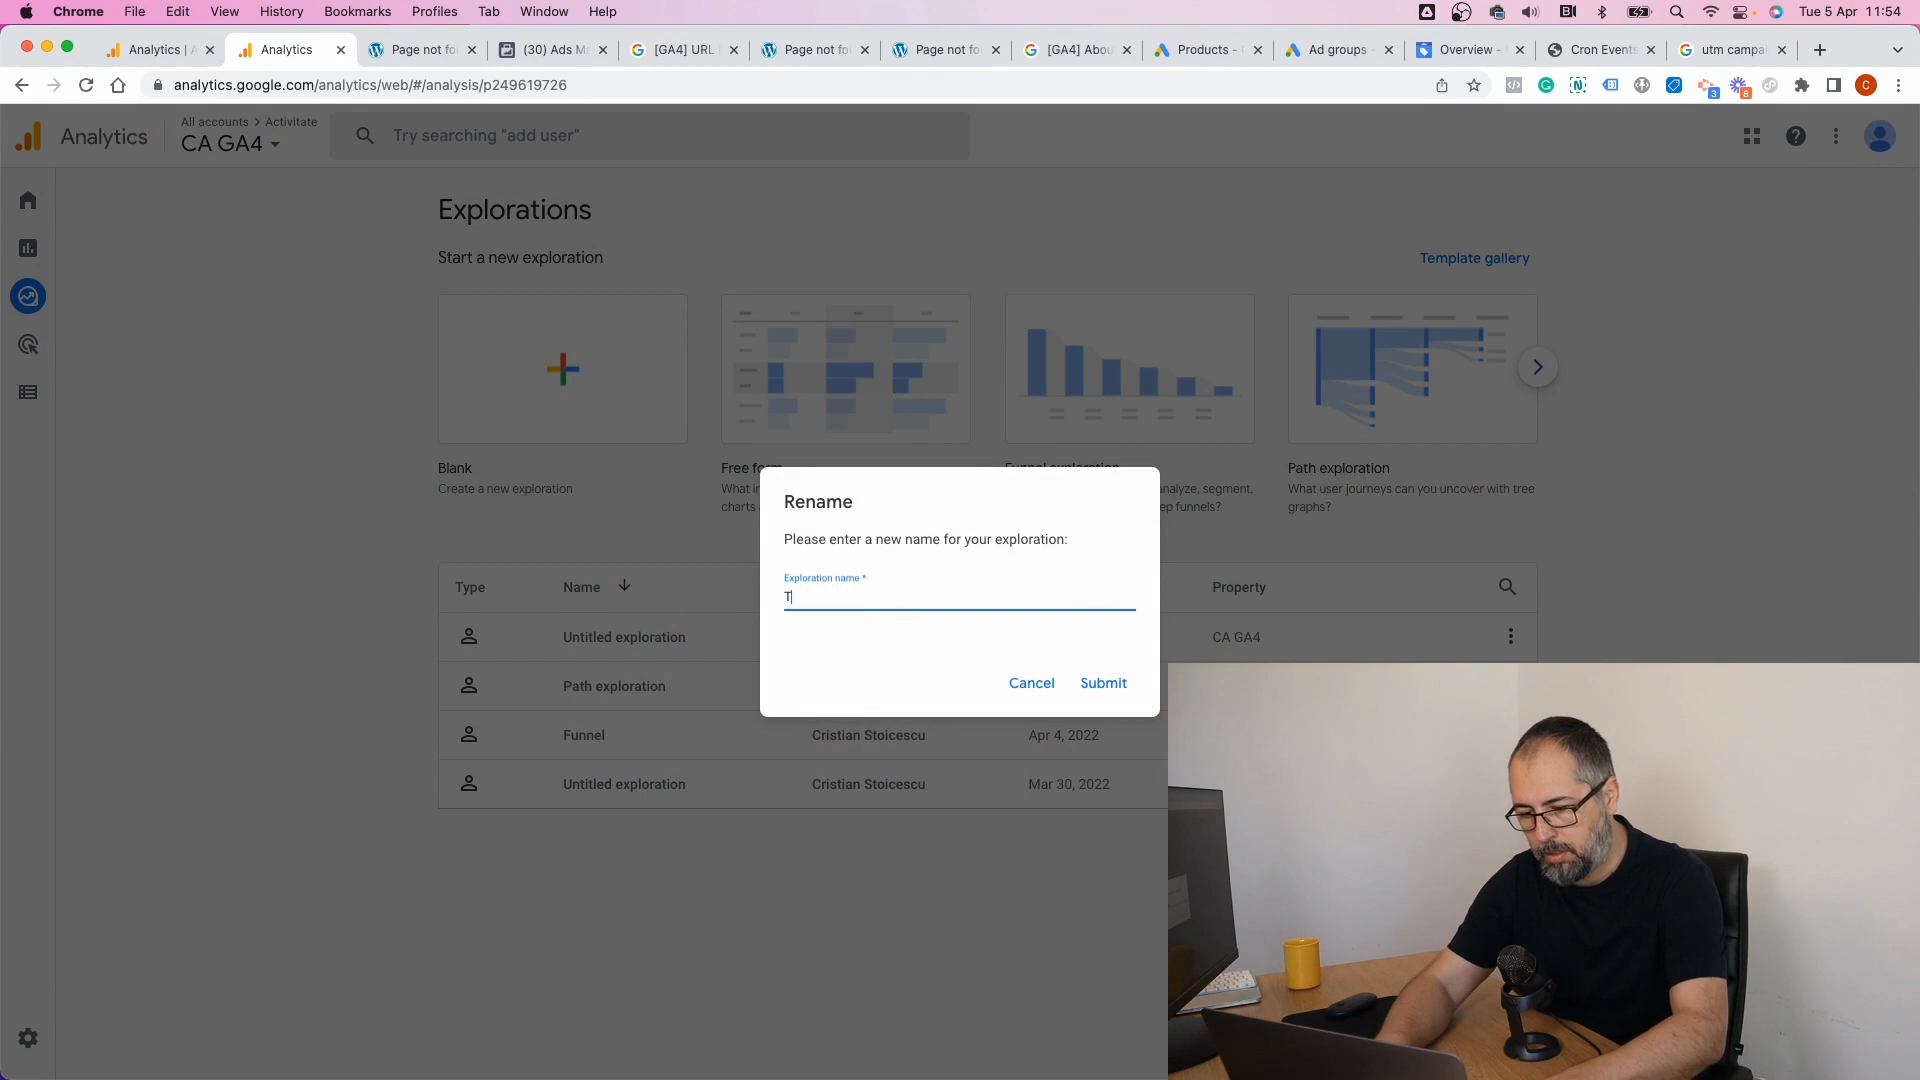 Chrome File Edit View History Bookmarks Profiles Tab Window Help Tue 5 Apr 11:54
Analytics | A Analytics Page not fo (30) Ads Ma [GA4] URL Page not fo Page not fo [GA4] Abou Products - Ad groups - Overview - Cron Events utm campai
analytics.google.com/analytics/web/#/analysis/p249619726 3 8 C
Analytics
All accounts > Activitate
CA GA4
Try searching "add user"
Explorations
Start a new exploration
Template gallery
Blank
Create a new exploration
Free form
What in
charts
Funnel exploration
analyze, segment,
ep funnels?
Path exploration
What user journeys can you uncover with tree
graphs?
Rename
Please enter a new name for your exploration:
Exploration name *
T
Cancel Submit
Type Name Property
Untitled exploration CA GA4
Path exploration
Funnel Cristian Stoicescu Apr 4, 2022
Untitled exploration Cristian Stoicescu Mar 30, 2022